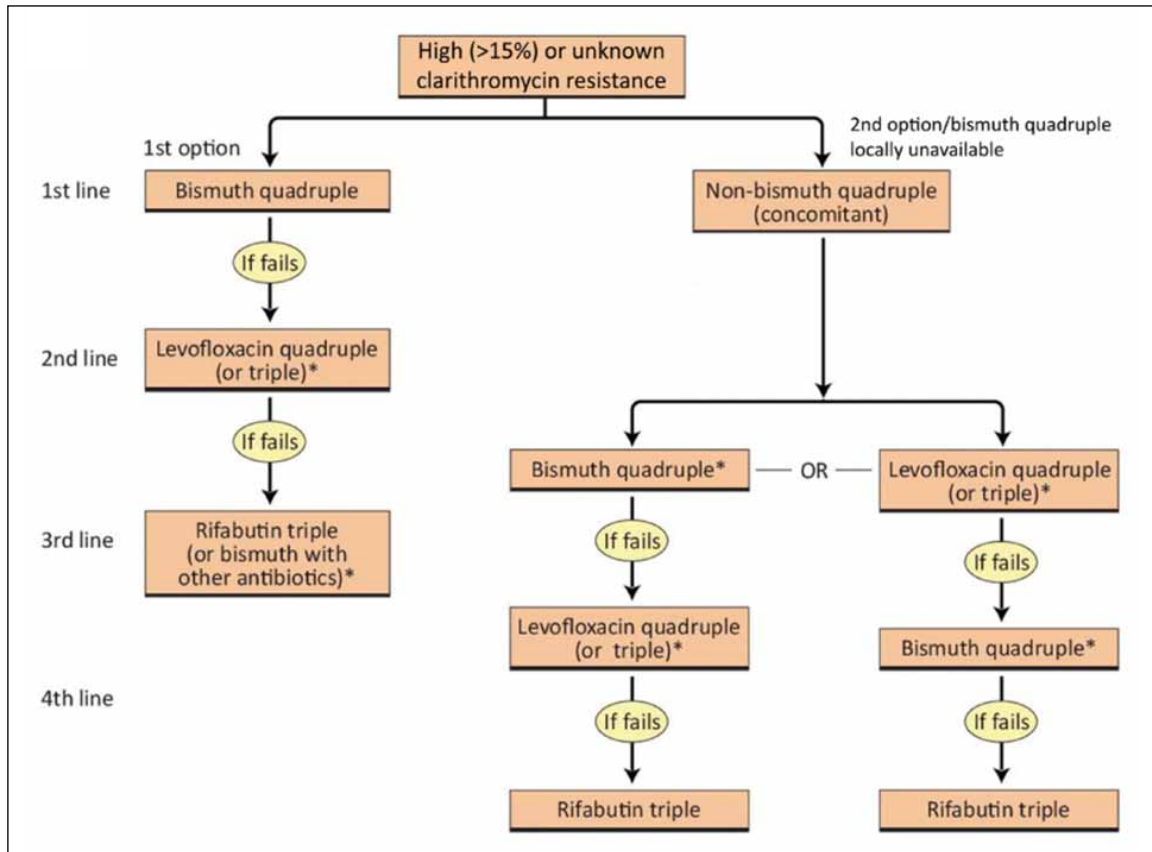 High (>15%) or unknown
clarithromycin resistance
1st option
2nd option/bismuth quadruple
locally unavailable
1st line
Bismuth quadruple
Non-bismuth quadruple
(concomitant)
If fails
2nd line
Levofloxacin quadruple
(or triple)*
If fails
Bismuth quadruple*
OR
Levofloxacin quadruple
(or triple)*
3rd line
Rifabutin triple
(or bismuth with
other antibiotics)*
If fails
If fails
Levofloxacin quadruple
(or triple)*
Bismuth quadruple*
4th line
If fails
If fails
Rifabutin triple
Rifabutin triple